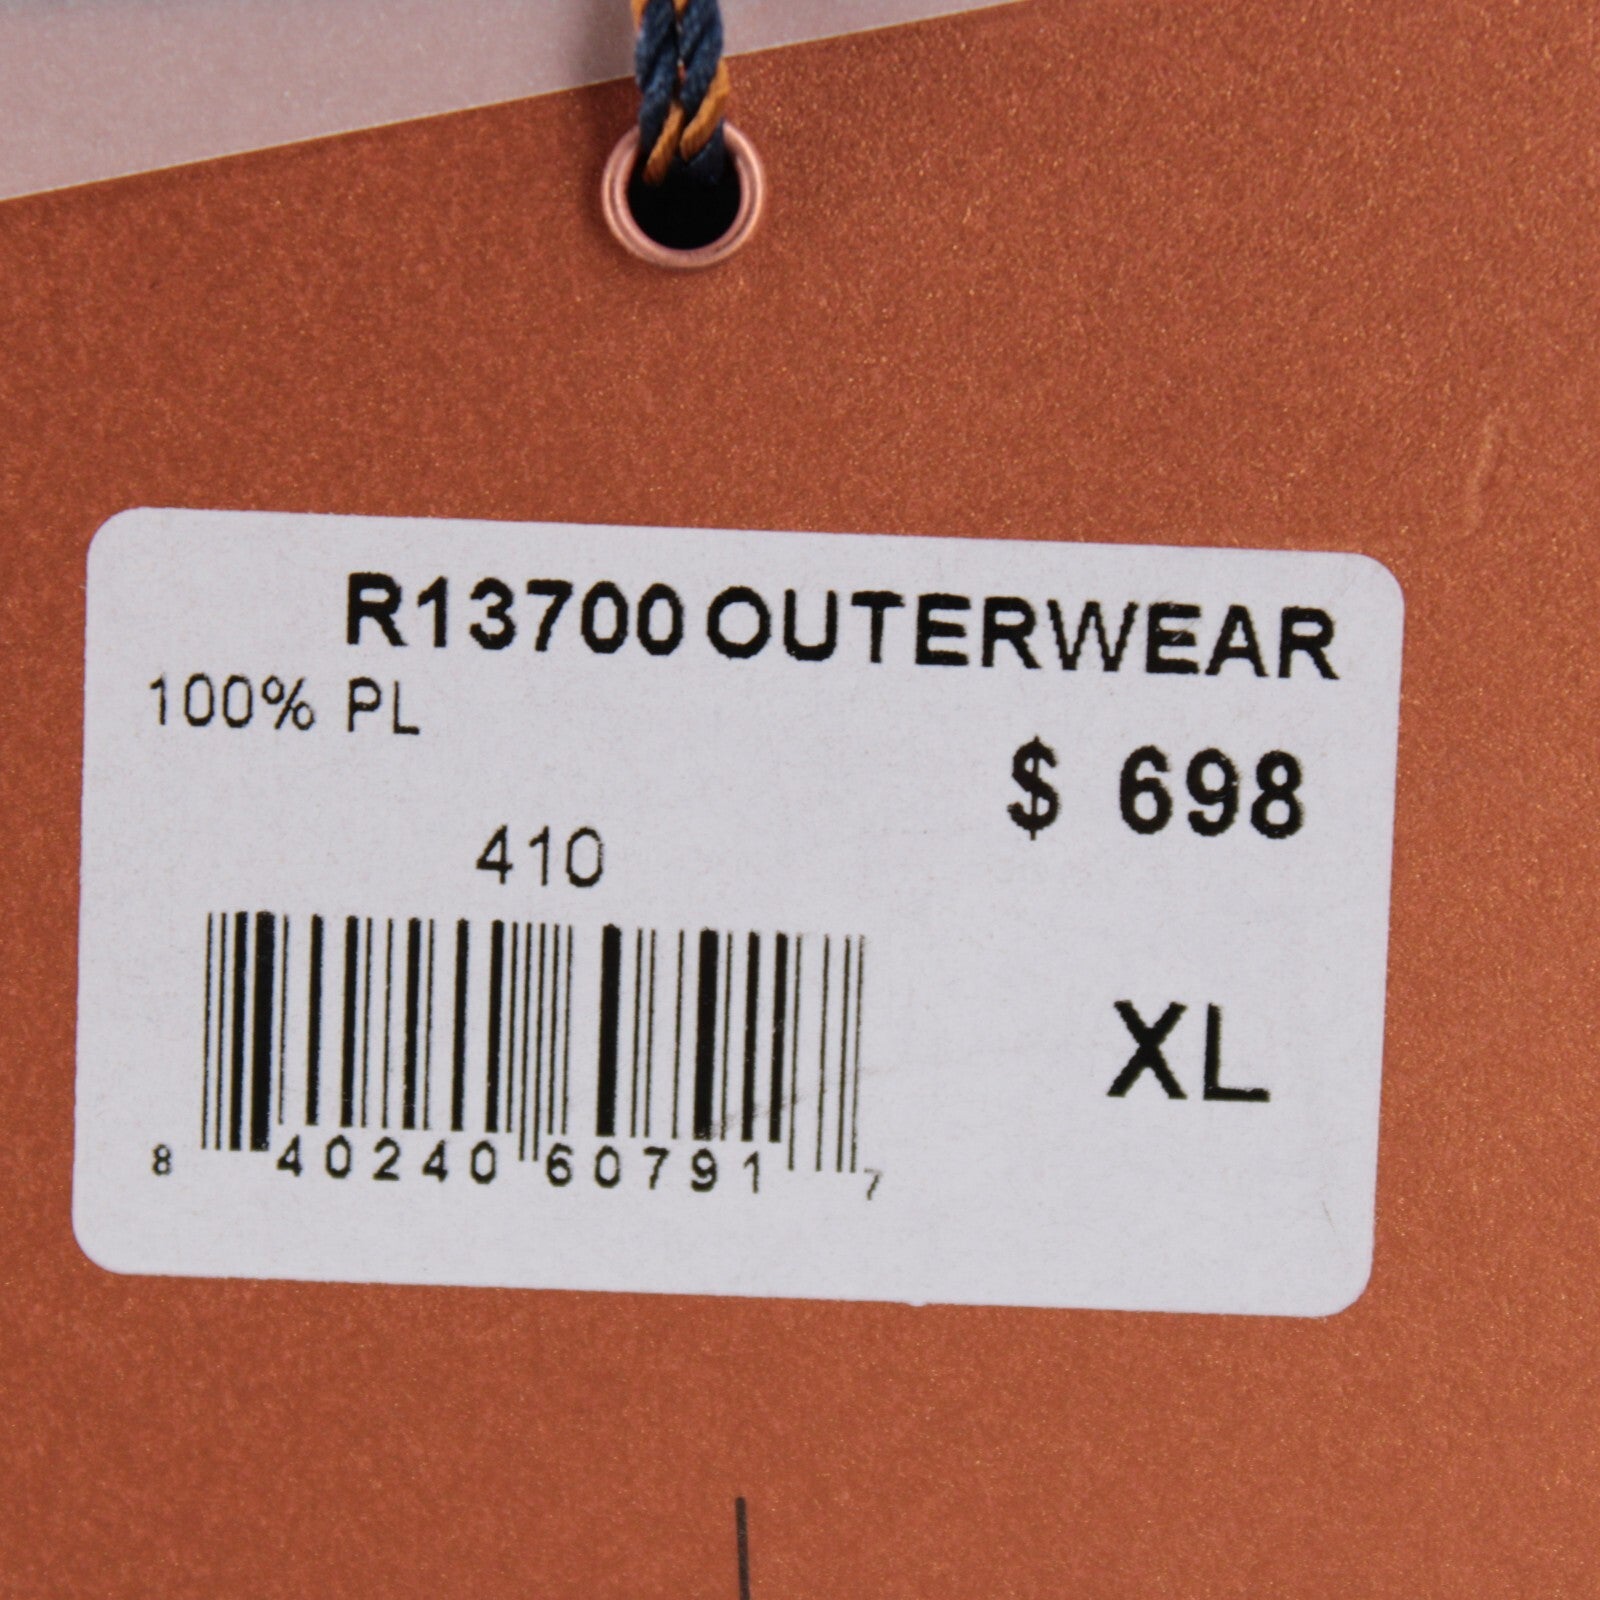 R13700 OUTERWEAR
100% PL
$ 698
410
XL
8 40240 60791 7